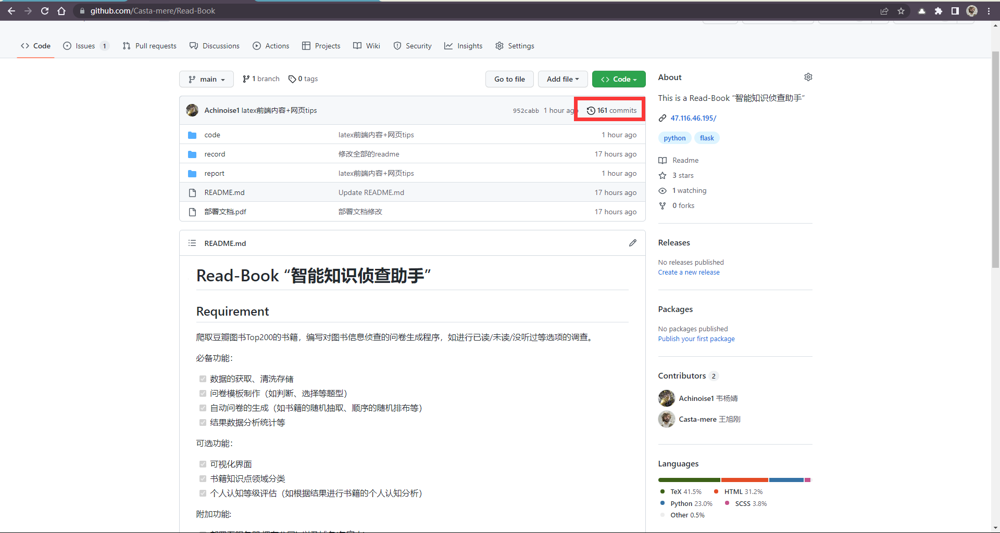 github.com/Casta-mere/Read-Book
Code Issues 1 Pull requests Discussions Actions Projects Wiki Security Insights Settings
main 1 branch 0 tags Go to file Add file Code
Achinoise1 latex前端内容+网页tips 952cabb 1 hour ago 161 commits
code latex前端内容+网页tips 1 hour ago
record 修改全部的readme 17 hours ago
report latex前端内容+网页tips 1 hour ago
README.md Update README.md 17 hours ago
部署文档.pdf 部署文档修改 17 hours ago
README.md
Read-Book “智能知识侦查助手”
Requirement
爬取豆瓣图书Top200的书籍，编写对图书信息侦查的问卷生成程序，如进行已读/未读/没听过等选项的调查。
必备功能：
数据的获取、清洗存储
问卷模板制作（如判断、选择等题型）
自动问卷的生成（如书籍的随机抽取、顺序的随机排布等）
结果数据分析统计等
可选功能：
可视化界面
书籍知识点领域分类
个人认知等级评估（如根据结果进行书籍的个人认知分析）
附加功能:
About
This is a Read-Book “智能知识侦查助手”
47.116.46.195/
python flask
Readme
3 stars
1 watching
0 forks
Releases
No releases published
Create a new release
Packages
No packages published
Publish your first package
Contributors 2
Achinoise1 韦杨婧
Casta-mere 王旭刚
Languages
TeX 41.5% HTML 31.2%
Python 23.0% SCSS 3.8%
Other 0.5%